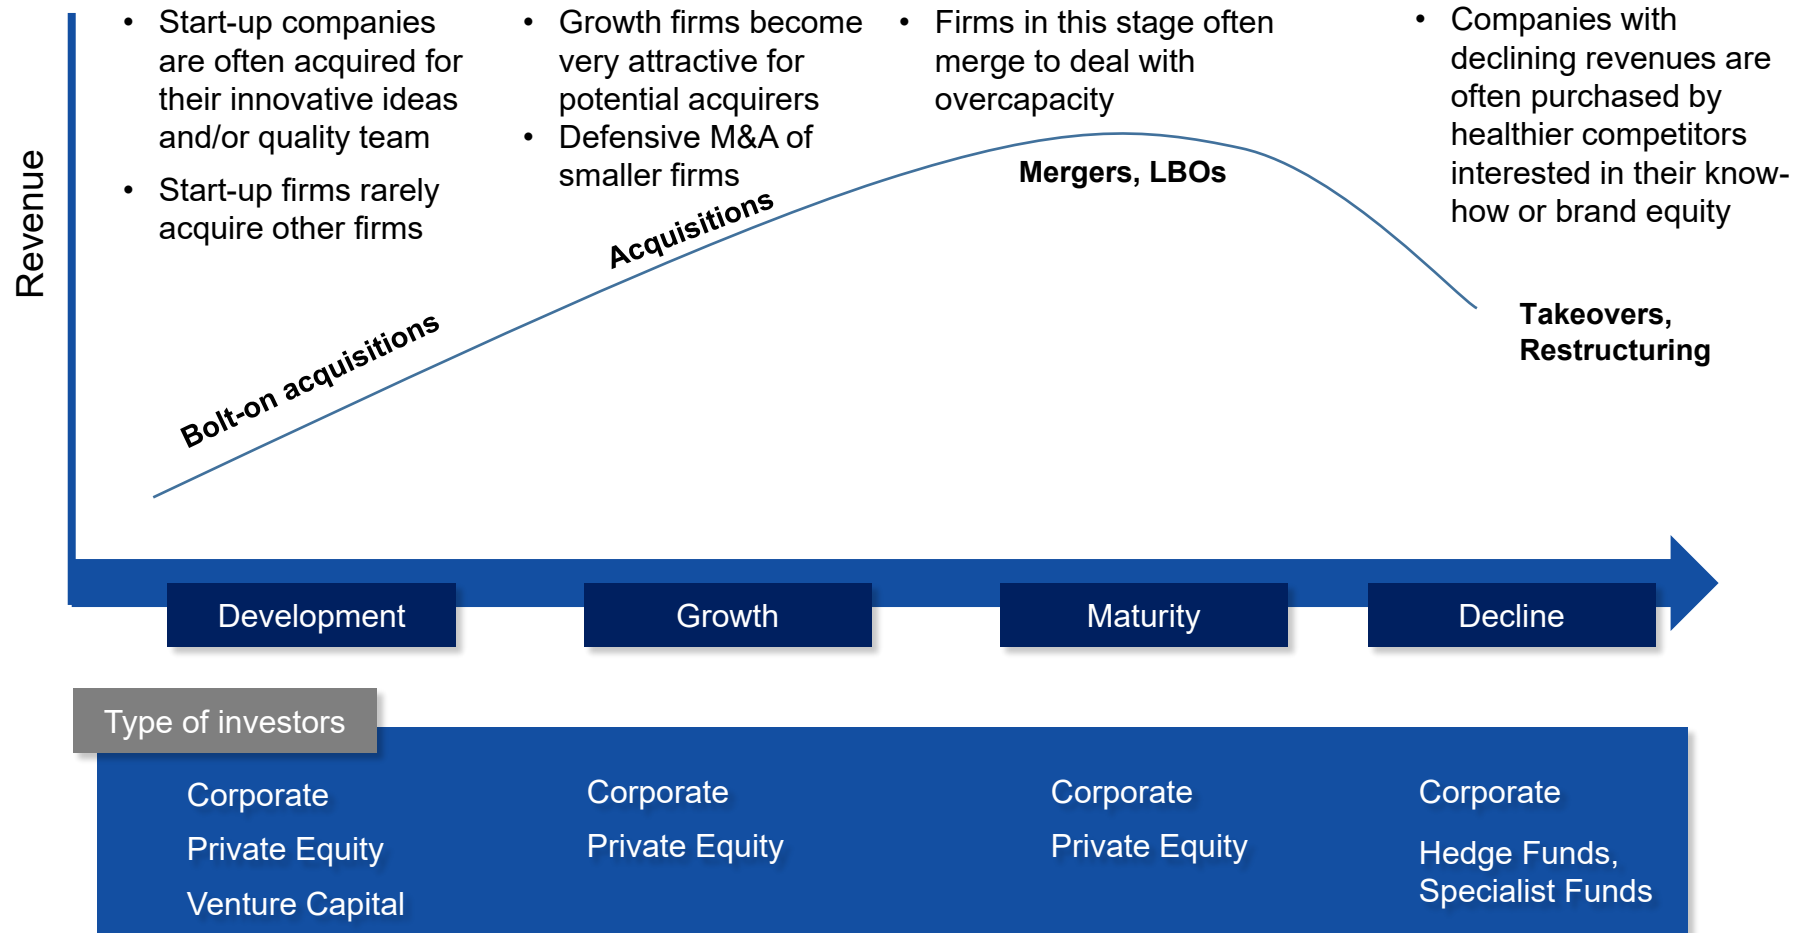 • Start-up companies
are often acquired for
their innovative ideas
and/or quality team
• Start-up firms rarely
acquire other firms
• Growth firms become
very attractive for
potential acquirers
• Defensive M&A of
smaller firms
• Firms in this stage often
merge to deal with
overcapacity
• Companies with
declining revenues are
often purchased by
healthier competitors
interested in their know-
how or brand equity
Revenue
Bolt-on acquisitions
Acquisitions
Mergers, LBOs
Takeovers,
Restructuring
Development
Growth
Maturity
Decline
Type of investors
Corporate
Private Equity
Venture Capital
Corporate
Private Equity
Corporate
Private Equity
Corporate
Hedge Funds,
Specialist Funds